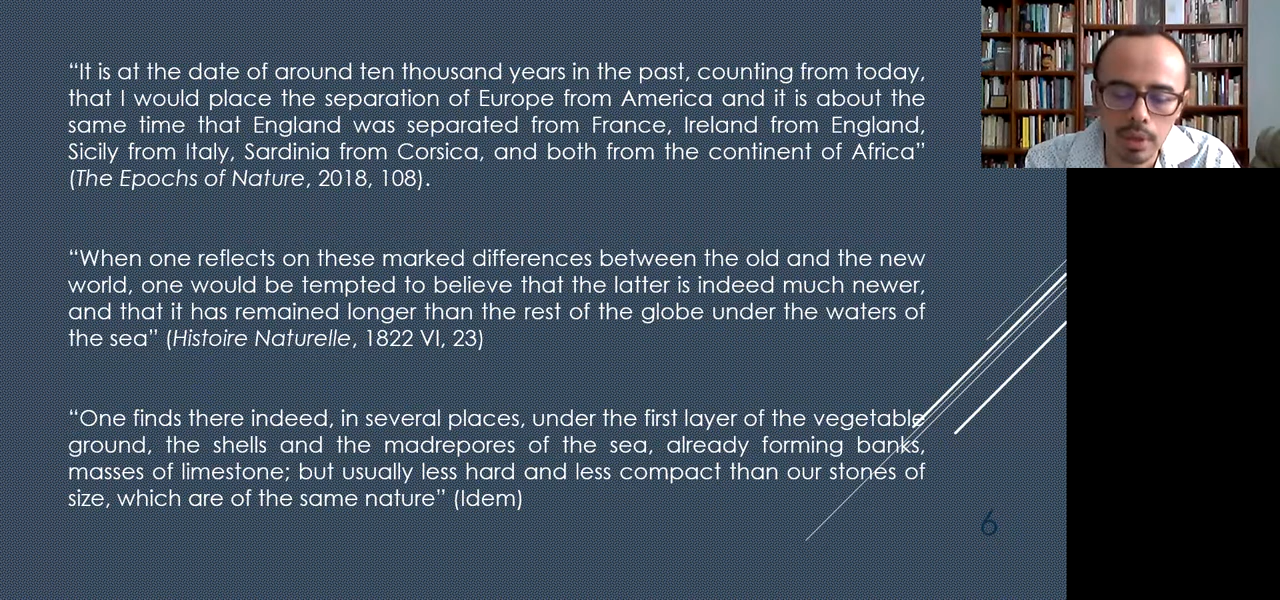 “It is at the date of around ten thousand years in the past, counting from today,
that I would place the separation of Europe from America and it is about the
same time that England was separated from France, Ireland from England,
Sicily from Italy, Sardinia from Corsica, and both from the continent of Africa”
(The Epochs of Nature, 2018, 108).
“When one reflects on these marked differences between the old and the new
world, one would be tempted to believe that the latter is indeed much newer,
and that it has remained longer than the rest of the globe under the waters of
the sea” (Histoire Naturelle, 1822 VI, 23)
“One finds there indeed, in several places, under the first layer of the vegetable
ground, the shells and the madrepores of the sea, already forming banks,
masses of limestone; but usually less hard and less compact than our stones of
size, which are of the same nature” (Idem)
6